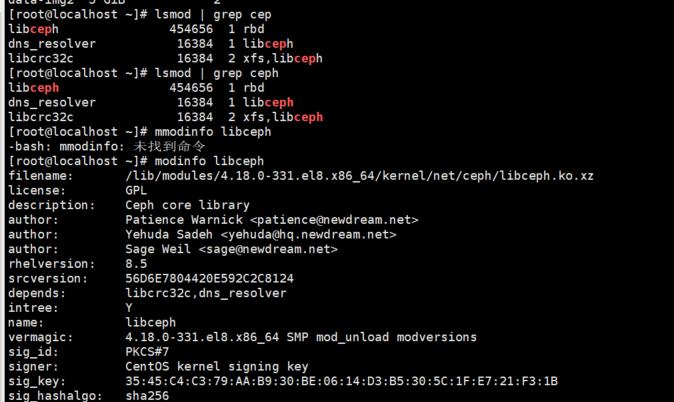 data-img2 5 GiB 2
[root@localhost ~]# lsmod | grep cep
libceph 454656 1 rbd
dns_resolver 16384 1 libceph
libcrc32c 16384 2 xfs,libceph
[root@localhost ~]# lsmod | grep ceph
libceph 454656 1 rbd
dns_resolver 16384 1 libceph
libcrc32c 16384 2 xfs,libceph
[root@localhost ~]# mmodinfo libceph
-bash: mmodinfo: 未找到命令
[root@localhost ~]# modinfo libceph
filename: /lib/modules/4.18.0-331.el8.x86_64/kernel/net/ceph/libceph.ko.xz
license: GPL
description: Ceph core library
author: Patience Warnick <patience@newdream.net>
author: Yehuda Sadeh <yehuda@hq.newdream.net>
author: Sage Weil <sage@newdream.net>
rhelversion: 8.5
srcversion: 56D6E7804420E592C2C8124
depends: libcrc32c,dns_resolver
intree: Y
name: libceph
vermagic: 4.18.0-331.el8.x86_64 SMP mod_unload modversions
sig_id: PKCS#7
signer: CentOS kernel signing key
sig_key: 35:45:C4:C3:79:AA:B9:30:BE:06:14:D3:B5:30:5C:1F:E7:21:F3:1B
sig_hashalgo: sha256